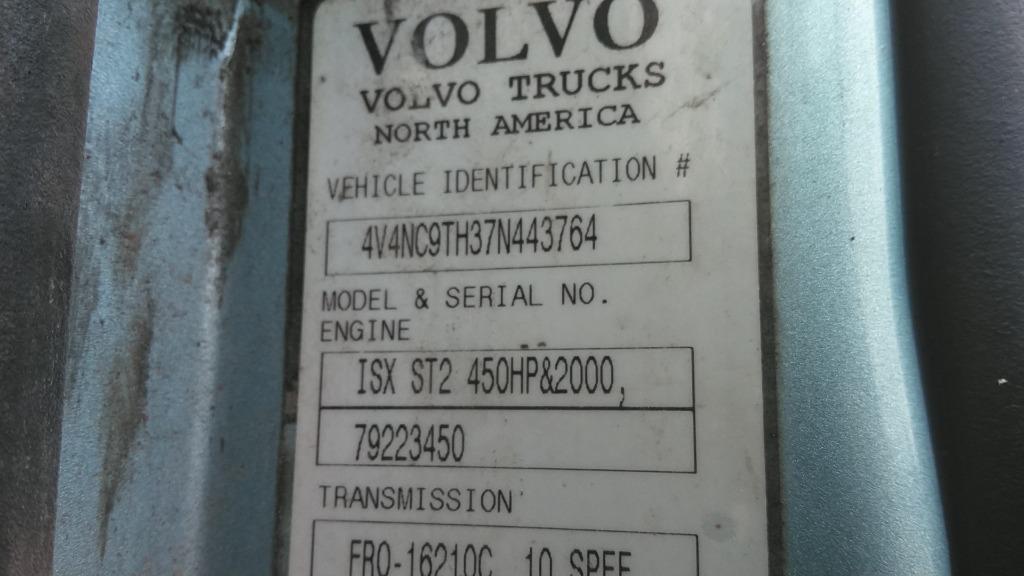 VOLVO
VOLVO TRUCKS
NORTH AMERICA
VEHICLE IDENTIFICATION #
4V4NC9TH37N443764
MODEL & SERIAL NO.
ENGINE
ISX ST2 450HP&2000,
79223450
TRANSMISSION
FRO-16210C 10 SPEE